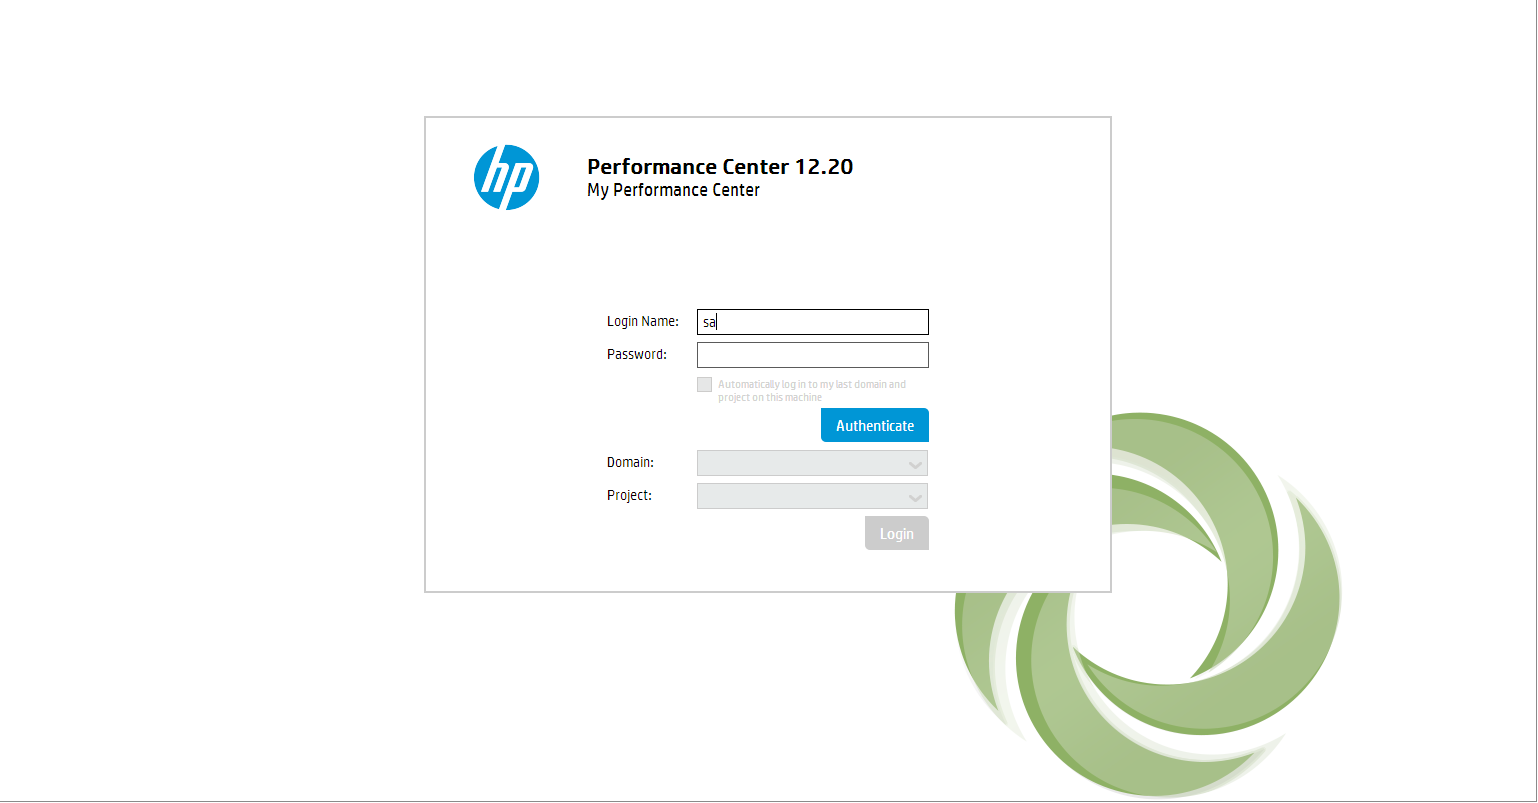 hp
Performance Center 12.20
My Performance Center
Login Name:
sa
Password:
Automatically log in to my last domain and
project on this machine
Authenticate
Domain:
Project:
Login